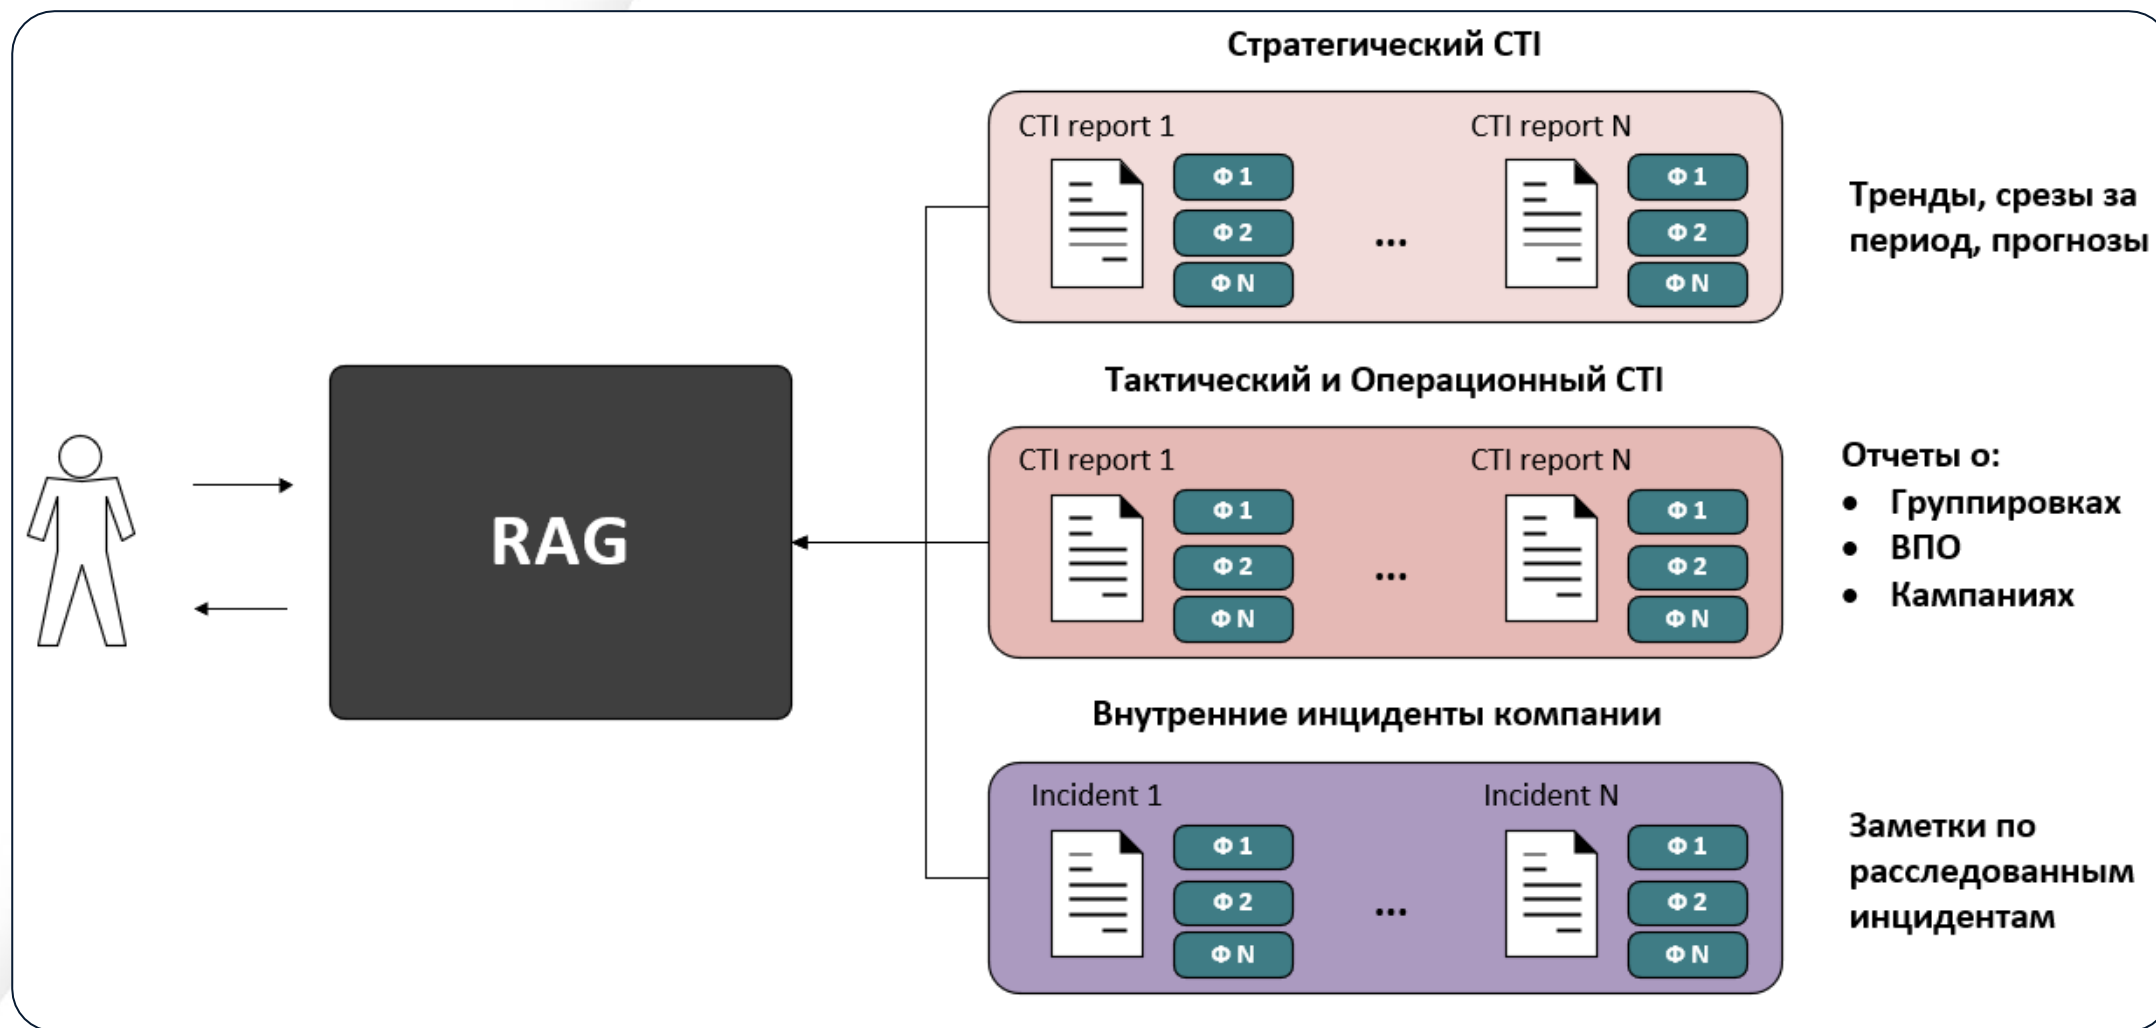 Стратегический CTI
CTI report 1
CTI report N
Ф 1
Ф 2
Ф N
...
Ф 1
Ф 2
Ф N
Тренды, срезы за
период, прогнозы
RAG
Тактический и Операционный CTI
CTI report 1
CTI report N
Ф 1
Ф 2
Ф N
...
Ф 1
Ф 2
Ф N
Отчеты о:
• Группировках
• ВПО
• Кампаниях
Внутренние инциденты компании
Incident 1
Incident N
Ф 1
Ф 2
Ф N
...
Ф 1
Ф 2
Ф N
Заметки по
расследованным
инцидентам